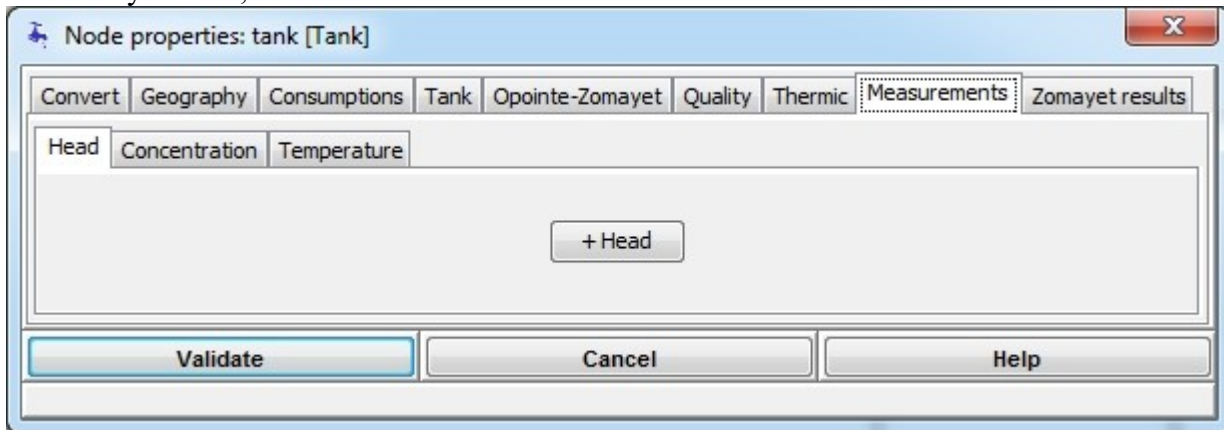 Node properties: tank [Tank]
Convert Geography Consumptions Tank Opointe-Zomayet Quality Thermic Measurements Zomayet results
Head Concentration Temperature
+ Head
Validate Cancel Help